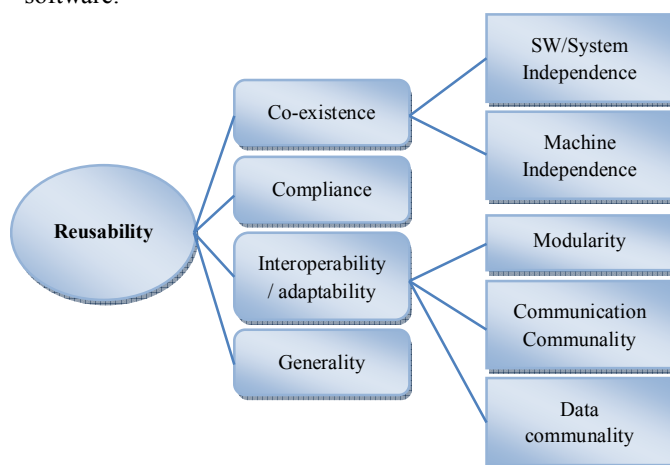 software.
SW/System
Independence
Co-existence
Machine
Independence
Compliance
Reusability
Modularity
Interoperability
/ adaptability
Communication
Communality
Generality
Data
communality